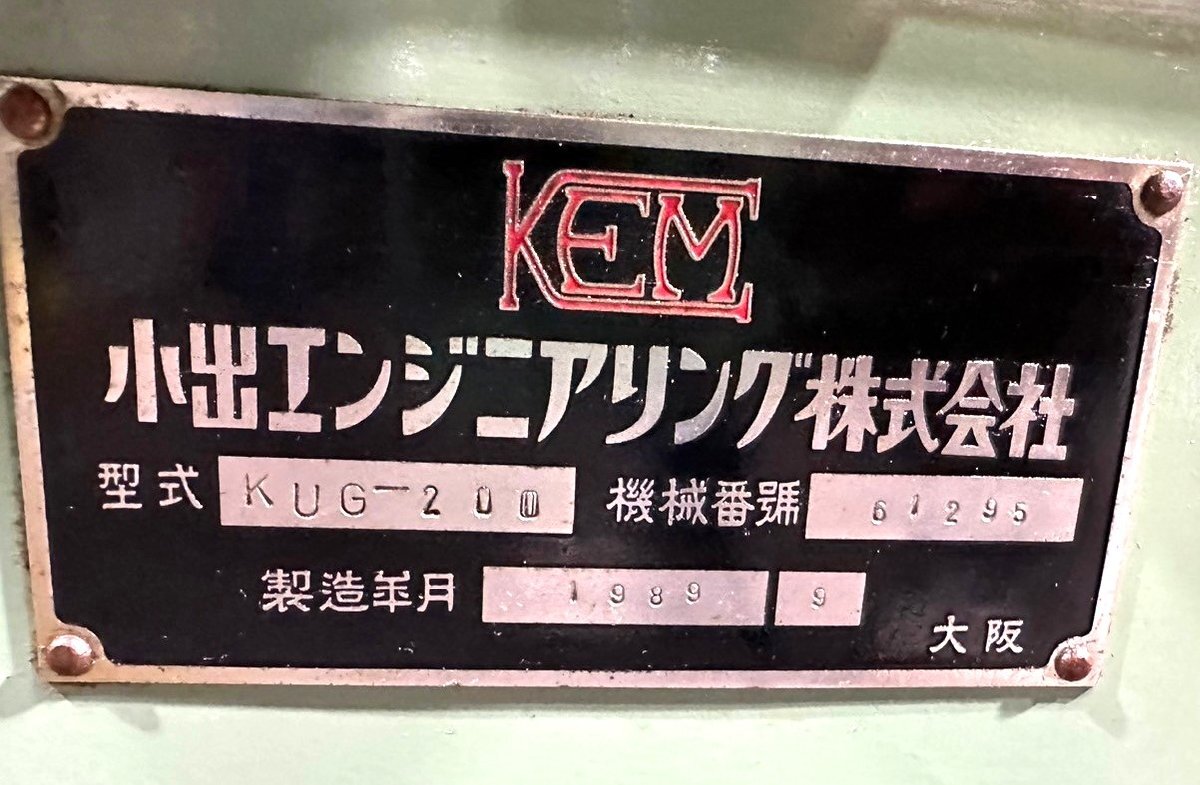 KEM
小出エンジニアリング株式会社
型式 KUG-200 機械番號 61295
製造年月 1989 9
大阪